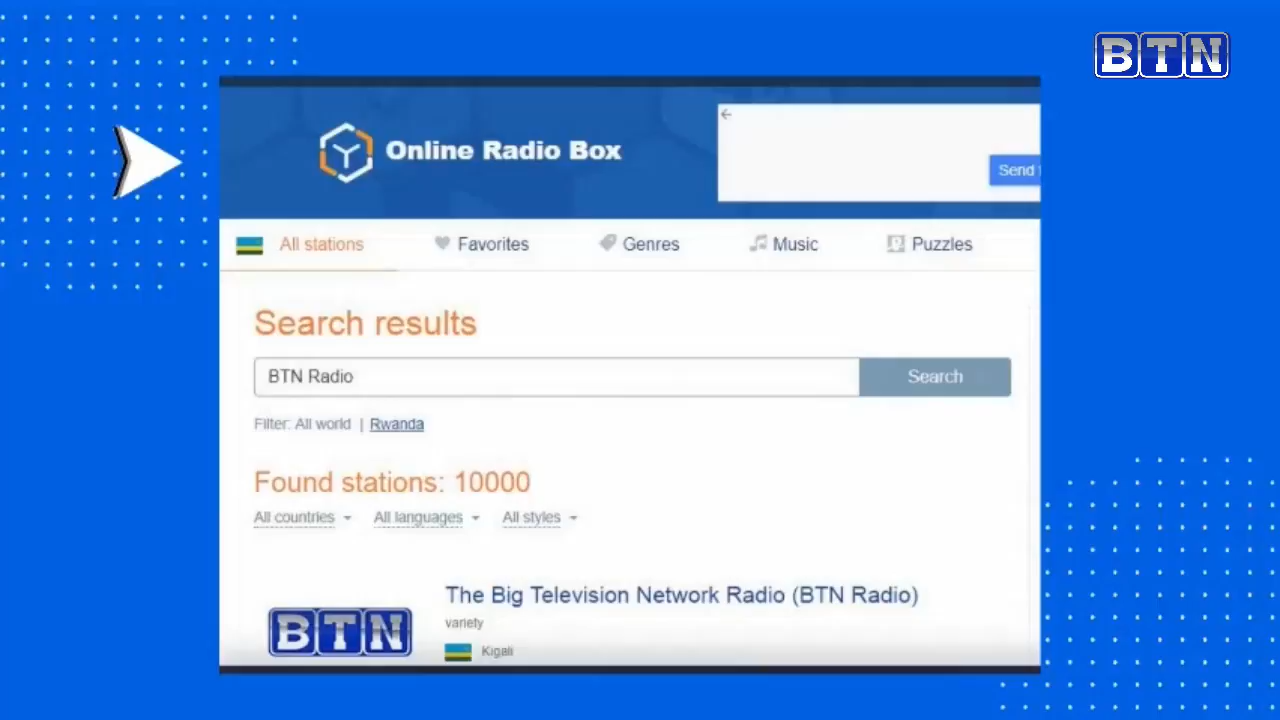 BTN
Online Radio Box
Send
All stations
Favorites
Genres
Music
Puzzles
Search results
BTN Radio
Search
Filter: All world | Rwanda
Found stations: 10000
All countries
All languages
All styles
BTN
The Big Television Network Radio (BTN Radio)
variety
Kigali